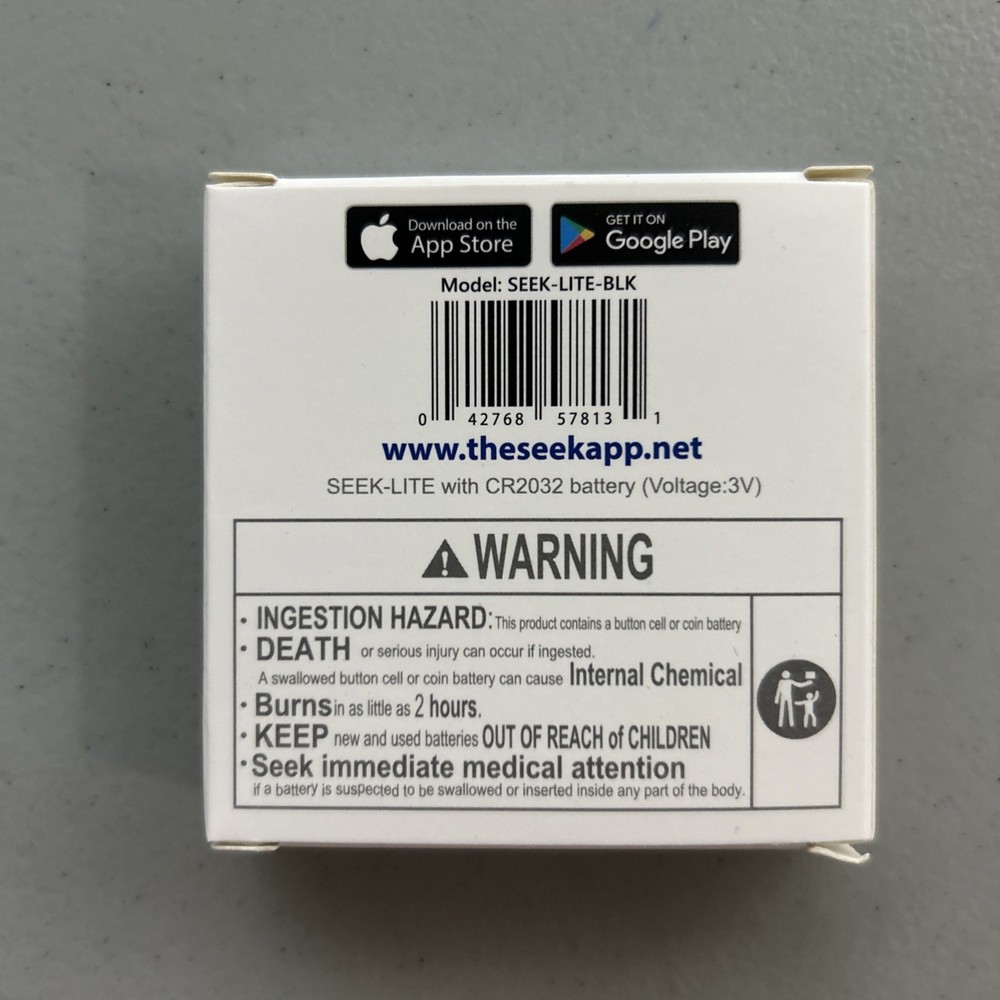 Download on the
App Store
GET IT ON
Google Play
Model: SEEK-LITE-BLK
0 42768 57813 1
www.theseekapp.net
SEEK-LITE with CR2032 battery (Voltage:3V)
WARNING
• INGESTION HAZARD: This product contains a button cell or coin battery
• DEATH or serious injury can occur if ingested.
A swallowed button cell or coin battery can cause Internal Chemical
• Burns in as little as 2 hours.
• KEEP new and used batteries OUT OF REACH of CHILDREN
• Seek immediate medical attention
if a battery is suspected to be swallowed or inserted inside any part of the body.